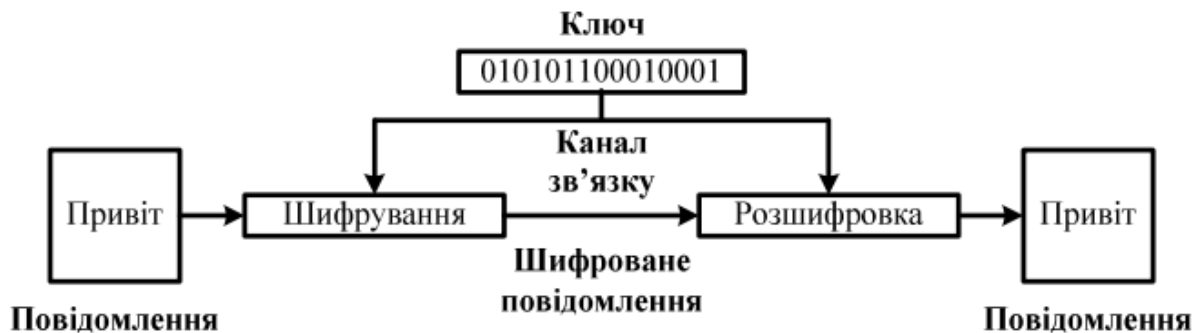 Ключ
010101100010001
Канал
зв’язку
Привіт
Шифрування
Розшифровка
Привіт
Шифроване
повідомлення
Повідомлення
Повідомлення